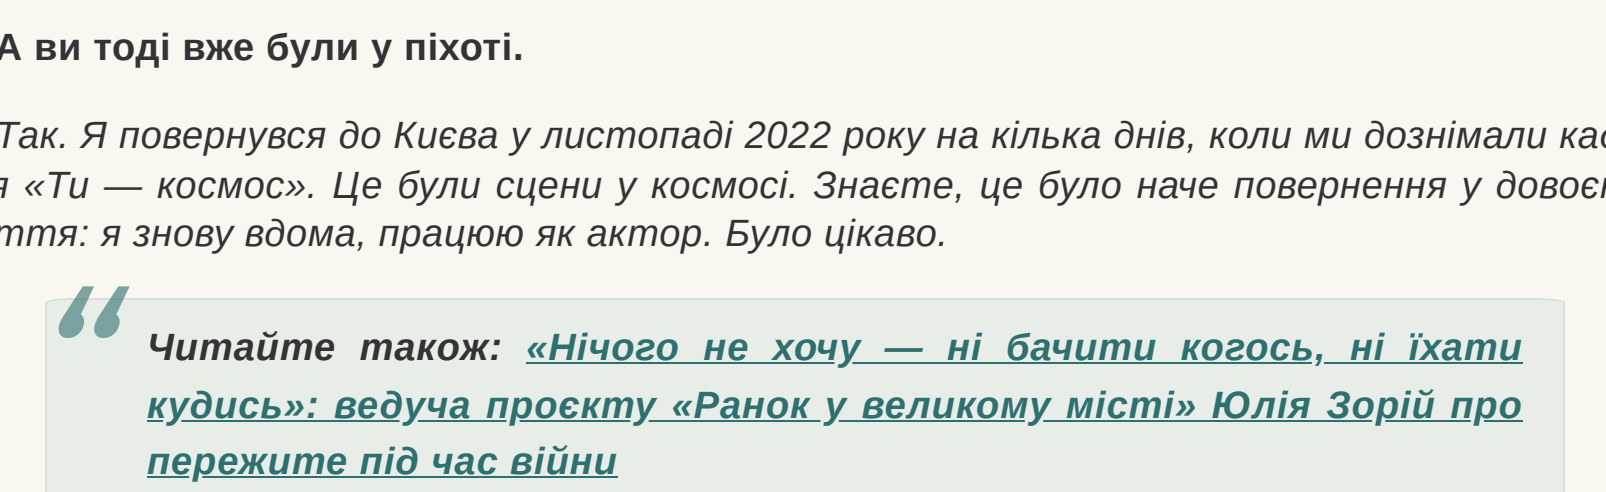 А ви тоді вже були у піхоті.
Так. Я повернувся до Києва у листопаді 2022 року на кілька днів, коли ми дознімали
«Ти — космос». Це були сцени у космосі. Знаєте, це було наче повернення у
я знову вдома, працюю як актор. Було цікаво.
Читайте також: «Нічого не хочу — ні бачити когось, ні їхати
кудись»: ведуча проєкту «Ранок у великому місті» Юлія Зорій про
пережите під час війни